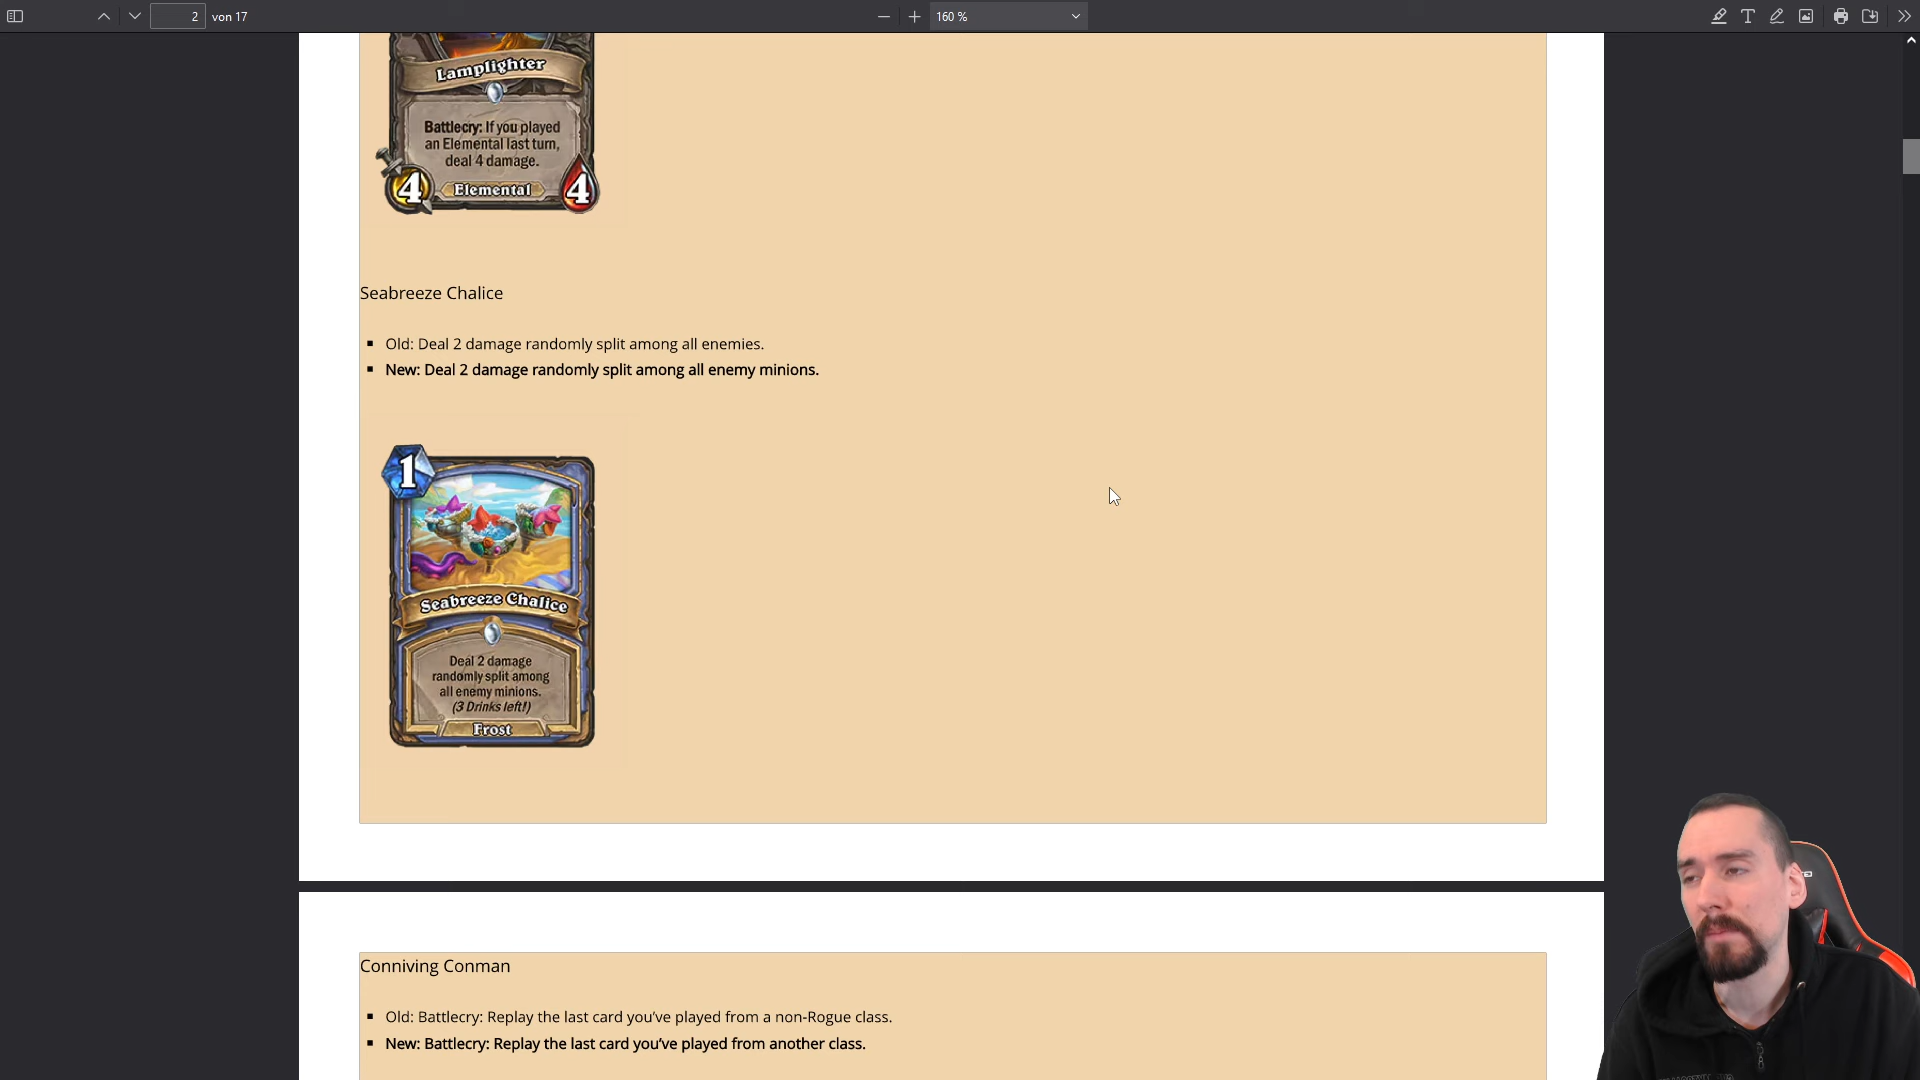 2 von 17 160 %
Lamplighter
Battlecry: If you played
an Elemental last turn,
deal 4 damage.
4 Elemental 4
Seabreeze Chalice
▪ Old: Deal 2 damage randomly split among all enemies.
▪ New: Deal 2 damage randomly split among all enemy minions.
1
Seabreeze Chalice
Deal 2 damage
randomly split among
all enemy minions.
(3 Drinks left!)
Frost
Conniving Conman
▪ Old: Battlecry: Replay the last card you’ve played from a non-Rogue class.
▪ New: Battlecry: Replay the last card you’ve played from another class.